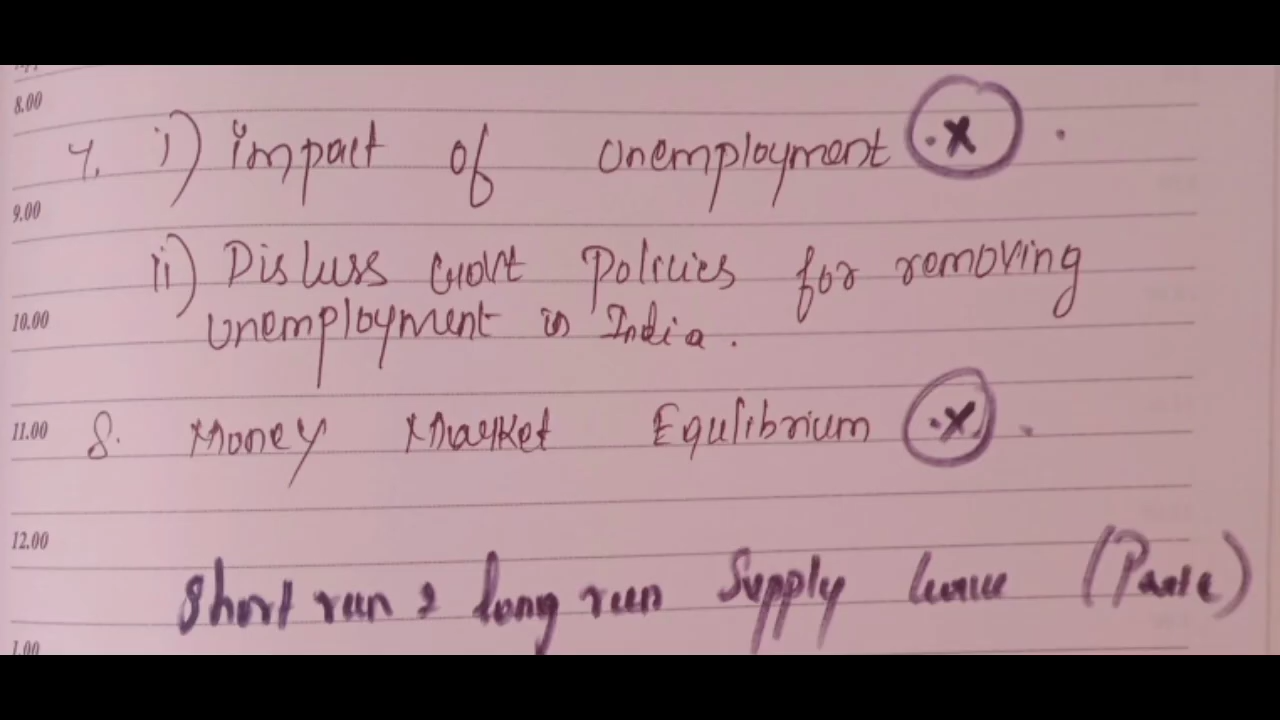 8.00
7. i) Impact of Unemployment x .
9.00
ii) Discuss Govt Policies for removing
10.00
Unemployment in India.
11.00
8. Money Market Equlibrium x .
12.00
Short run & long run Supply curve
1.00